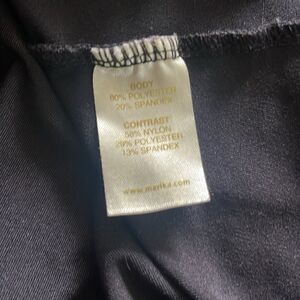 BODY
80% POLYESTER
20% SPANDEX
CONTRAST
58% NYLON
29% POLYESTER
13% SPANDEX
www.marika.com